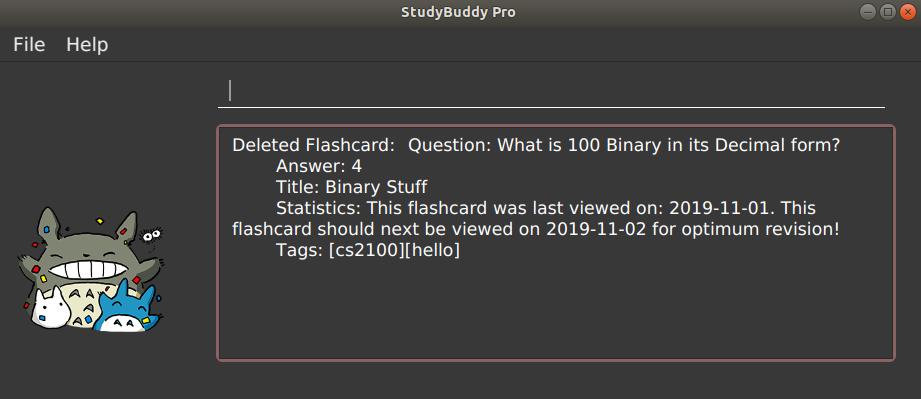 StudyBuddy Pro
File Help
Deleted Flashcard: Question: What is 100 Binary in its Decimal form?
Answer: 4
Title: Binary Stuff
Statistics: This flashcard was last viewed on: 2019-11-01. This
flashcard should next be viewed on 2019-11-02 for optimum revision!
Tags: [cs2100][hello]